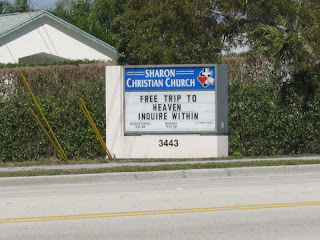 SHARON
CHRISTIAN CHURCH
FREE TRIP TO
HEAVEN
INQUIRE WITHIN
3443